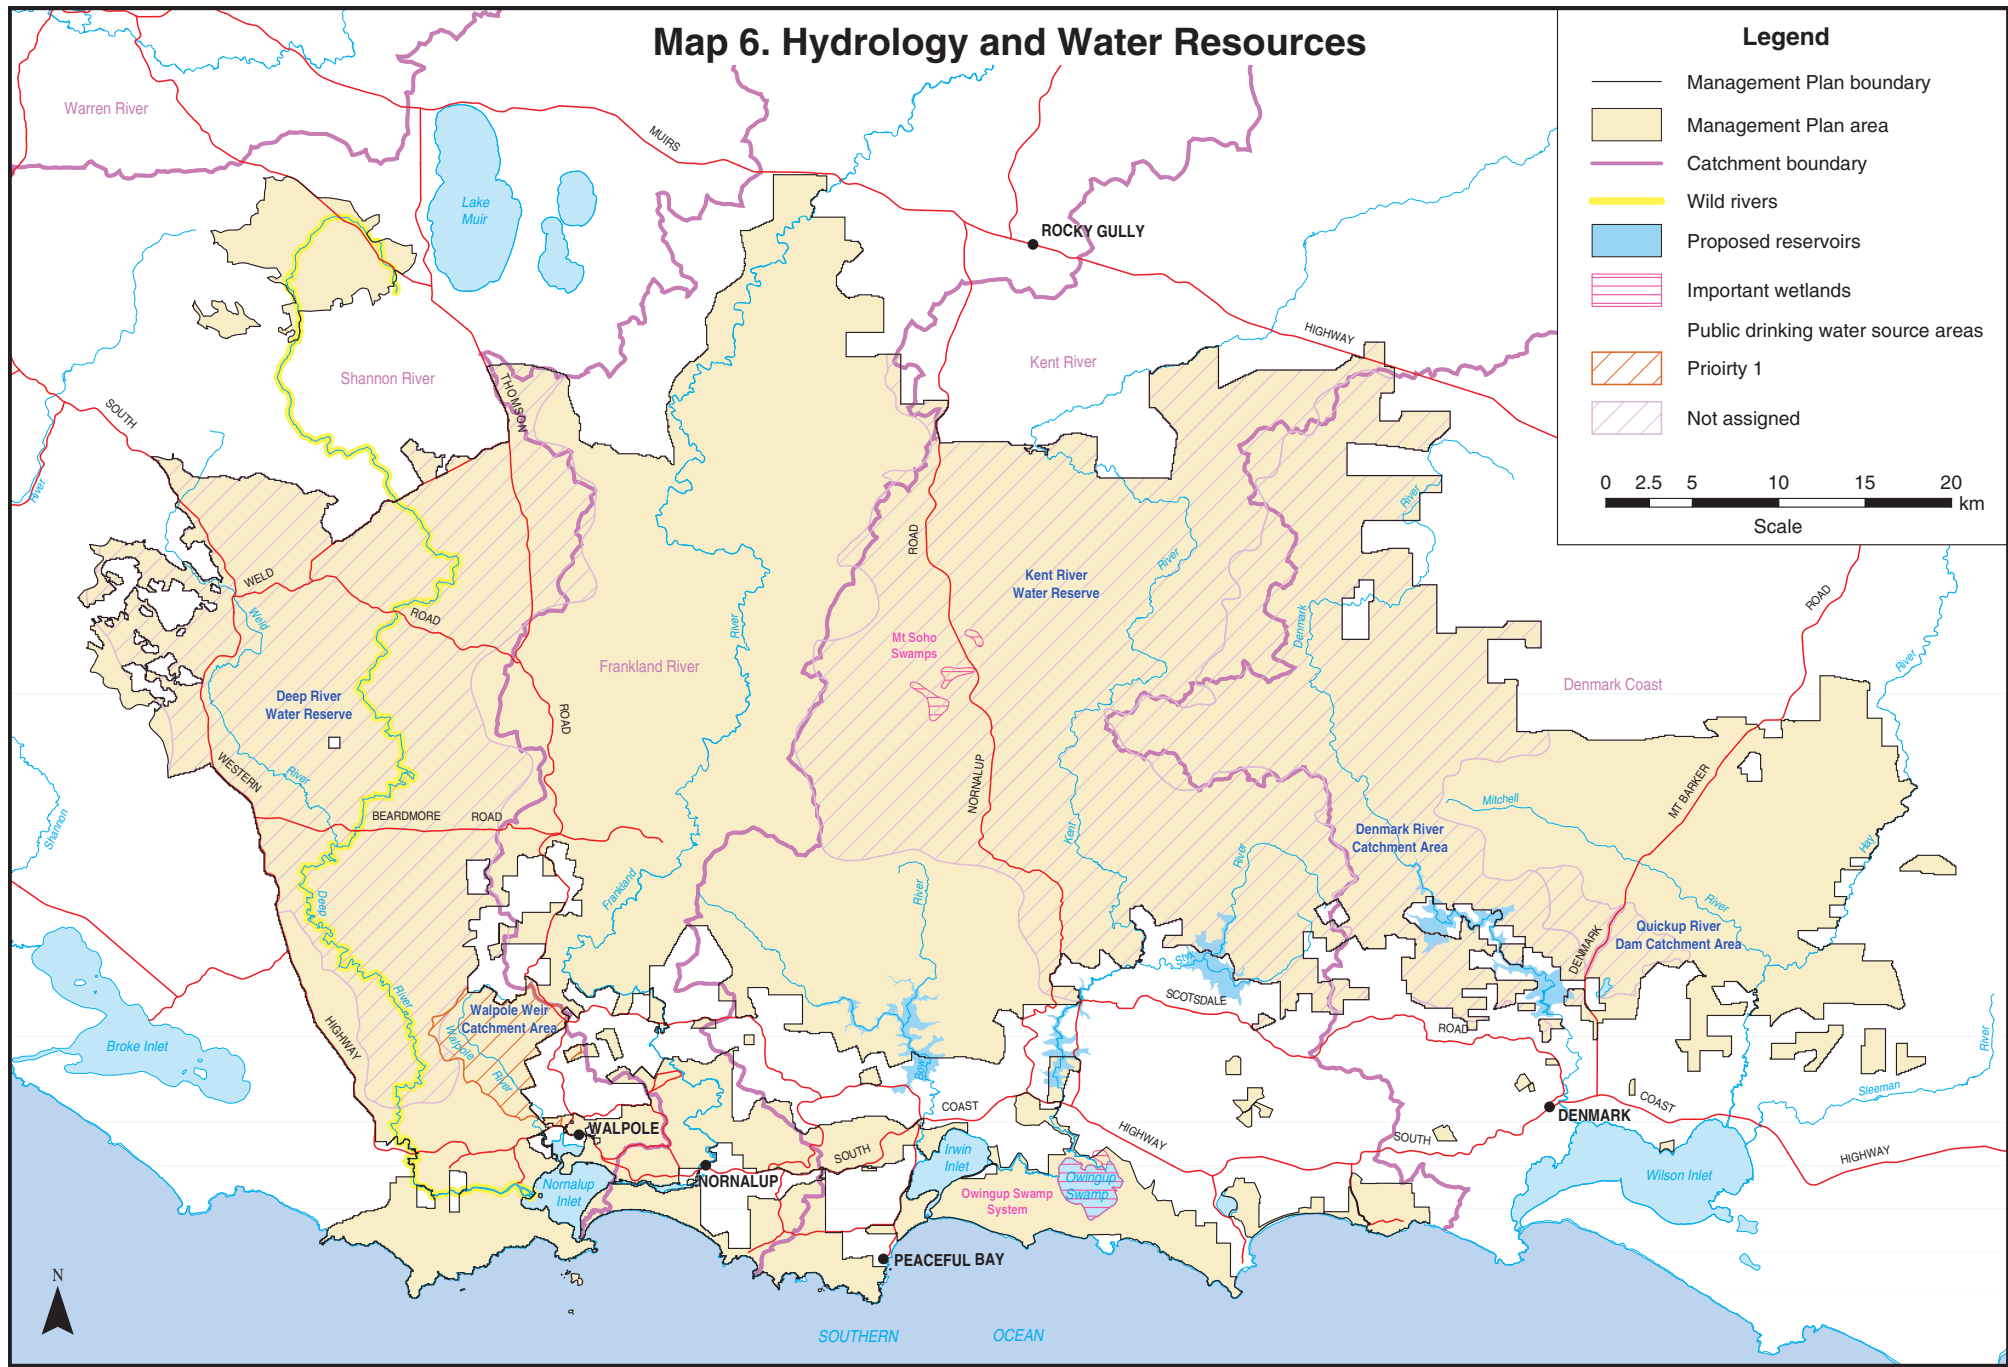 Map 6. Hydrology and Water Resources
Legend
Management Plan boundary
Management Plan area
Catchment boundary
Wild rivers
Proposed reservoirs
Important wetlands
Public drinking water source areas
Prioirty 1
Not assigned
0 2.5 5 10 15 20 km
Scale
Warren River
MUIRS
Lake
Muir
ROCKY GULLY
HIGHWAY
Kent River
Shannon River
THOMSON
SOUTH
River
River
ROAD
River
Kent River
Water Reserve
WELD
ROAD
Weld
River
Denmark
ROAD
Mt Soho
Swamps
Frankland River
River
Denmark Coast
Deep River
Water Reserve
ROAD
WESTERN
River
NORNALUP
MT BARKER
Mitchell
BEARDMORE
ROAD
Shannon
Kent
Denmark River
Catchment Area
Hay
River
Frankland
River
Deep
River
Quickup River
Dam Catchment Area
DENMARK
Styx
River
SCOTSDALE
ROAD
Walpole Weir
Catchment Area
Walpole
River
HIGHWAY
Broke Inlet
Bow
River
Sleeman
COAST
COAST
DENMARK
WALPOLE
HIGHWAY
SOUTH
SOUTH
HIGHWAY
Irwin
Inlet
NORNALUP
Nornalup
Inlet
Owingup Swamp
System
Owingup
Swamp
Wilson Inlet
PEACEFUL BAY
N
SOUTHERN OCEAN